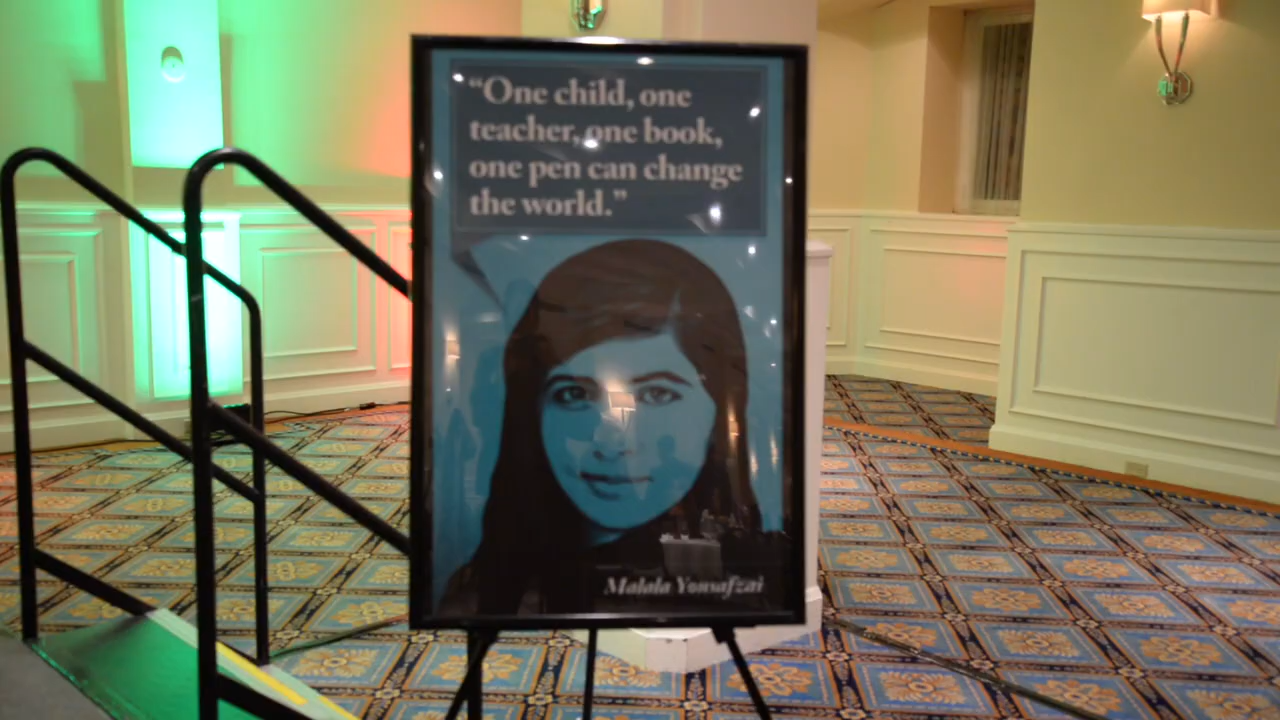 “One child, one
teacher, one book,
one pen can change
the world.”
Malala Yousafzai